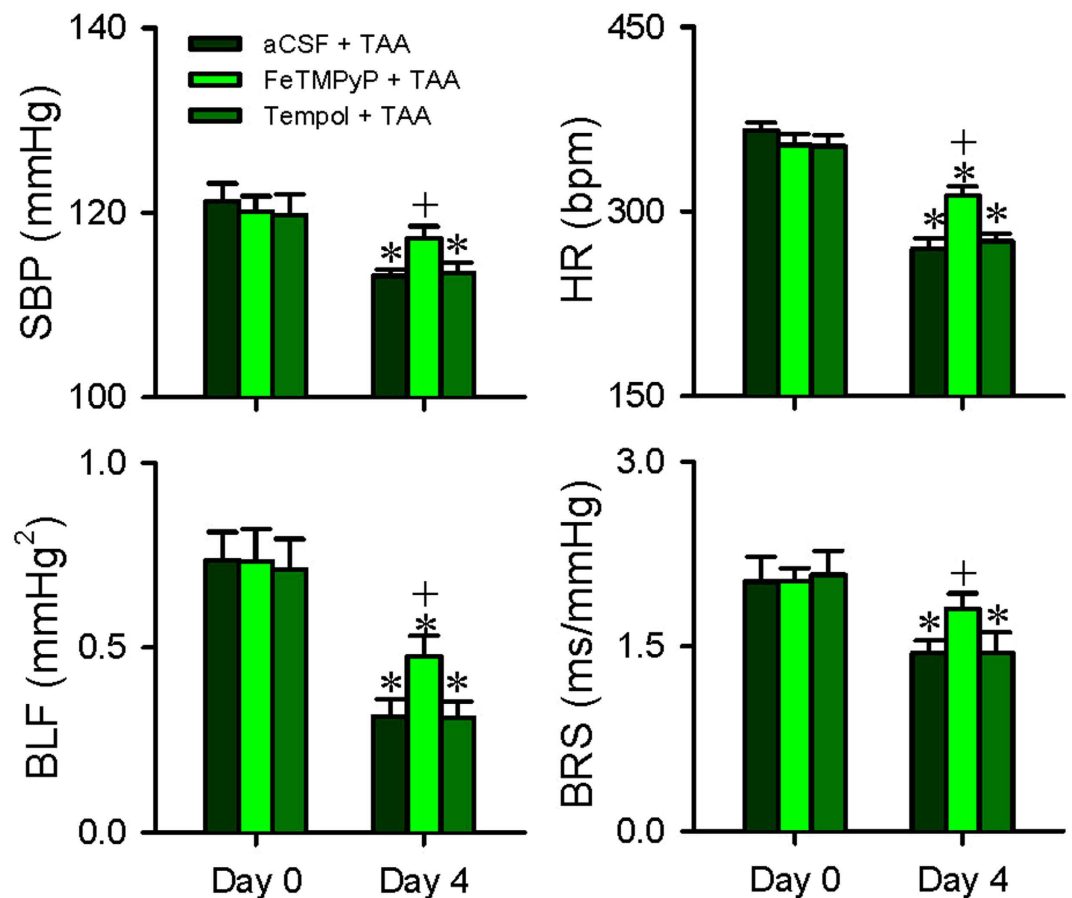 140
120
100
SBP (mmHg)
aCSF + TAA
FeTMPyP + TAA
Tempol + TAA
* + *
450
300
150
HR (bpm)
+
* * *
1.0
0.5
0.0
BLF (mmHg²)
+
* * *
Day 0 Day 4
3.0
1.5
0.0
BRS (ms/mmHg)
+
* *
Day 0 Day 4